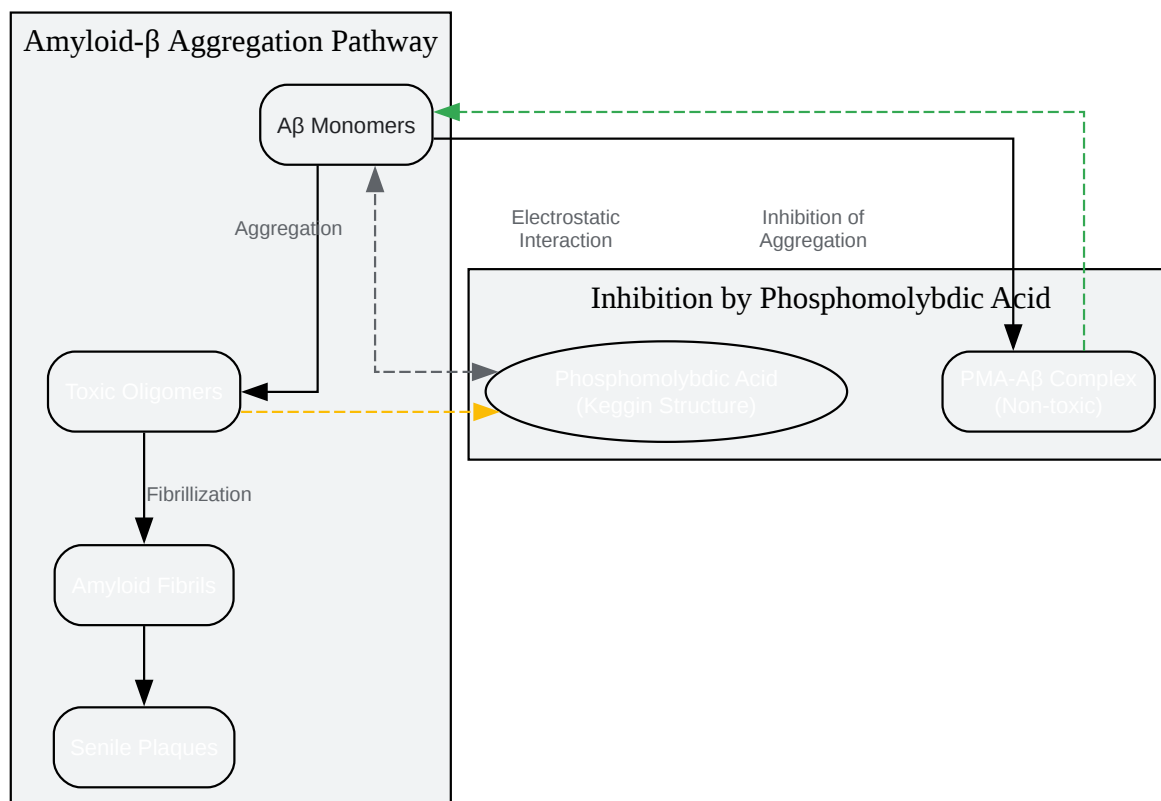 Amyloid-β Aggregation Pathway
Aβ Monomers
Aggregation
Electrostatic
Interaction
Inhibition of
Aggregation
Inhibition by Phosphomolybdic Acid
Toxic Oligomers
Phosphomolybdic Acid
(Keggin Structure)
PMA-Aβ Complex
(Non-toxic)
Fibrillization
Amyloid Fibrils
Senile Plaques